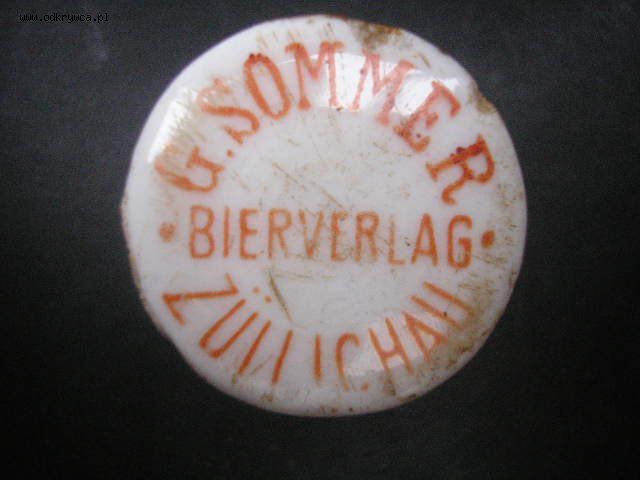 www.odkrywca.pl
G. SOMMER
· BIERVERLAG ·
ZÜLLICHAU